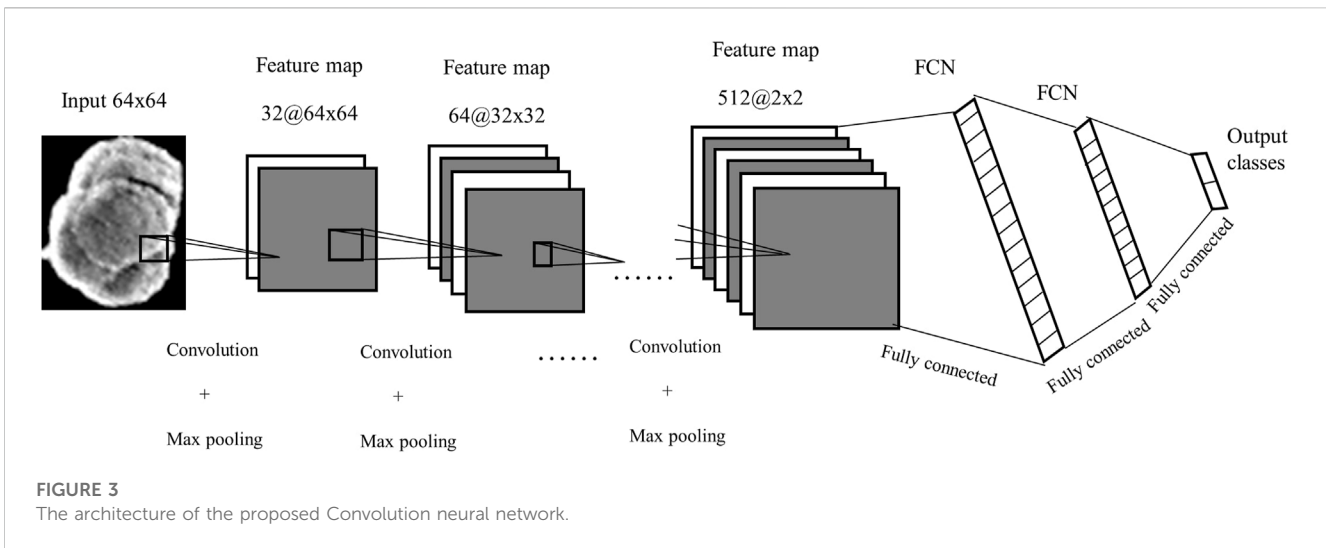 Input 64x64
Feature map
32@64x64
Feature map
64@32x32
Feature map
512@2x2
FCN
FCN
Output
classes
......
Convolution
+
Max pooling
Convolution
+
Max pooling
......
Convolution
+
Max pooling
Fully connected
Fully connected
Fully connected
FIGURE 3
The architecture of the proposed Convolution neural network.